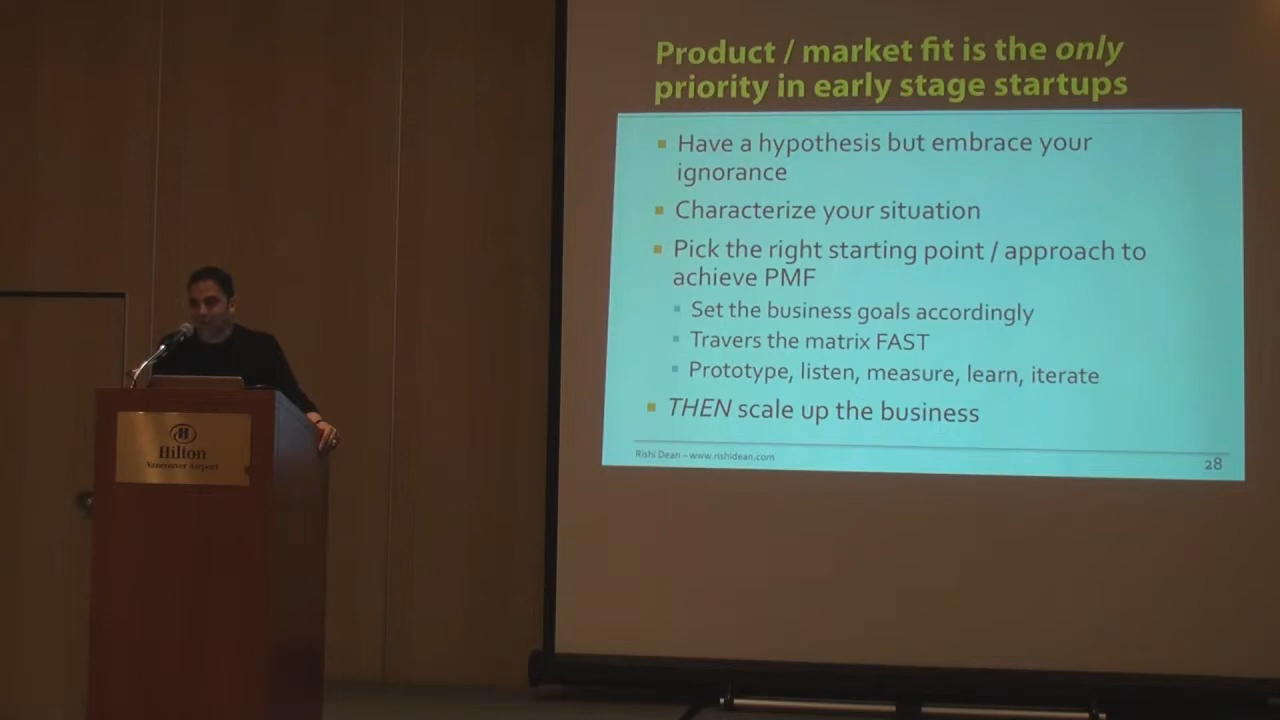 Product / market fit is the only
priority in early stage startups
Have a hypothesis but embrace your
ignorance
Characterize your situation
Pick the right starting point / approach to
achieve PMF
Set the business goals accordingly
Travers the matrix FAST
Prototype, listen, measure, learn, iterate
THEN scale up the business
Rishi Dean – www.rishidean.com
28
H
Hilton
Vancouver Airport